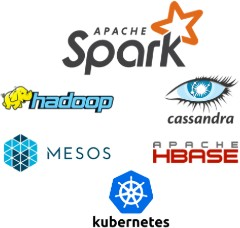 APACHE
Spark
hadoop
cassandra
MESOS
APACHE
HBASE
kubernetes